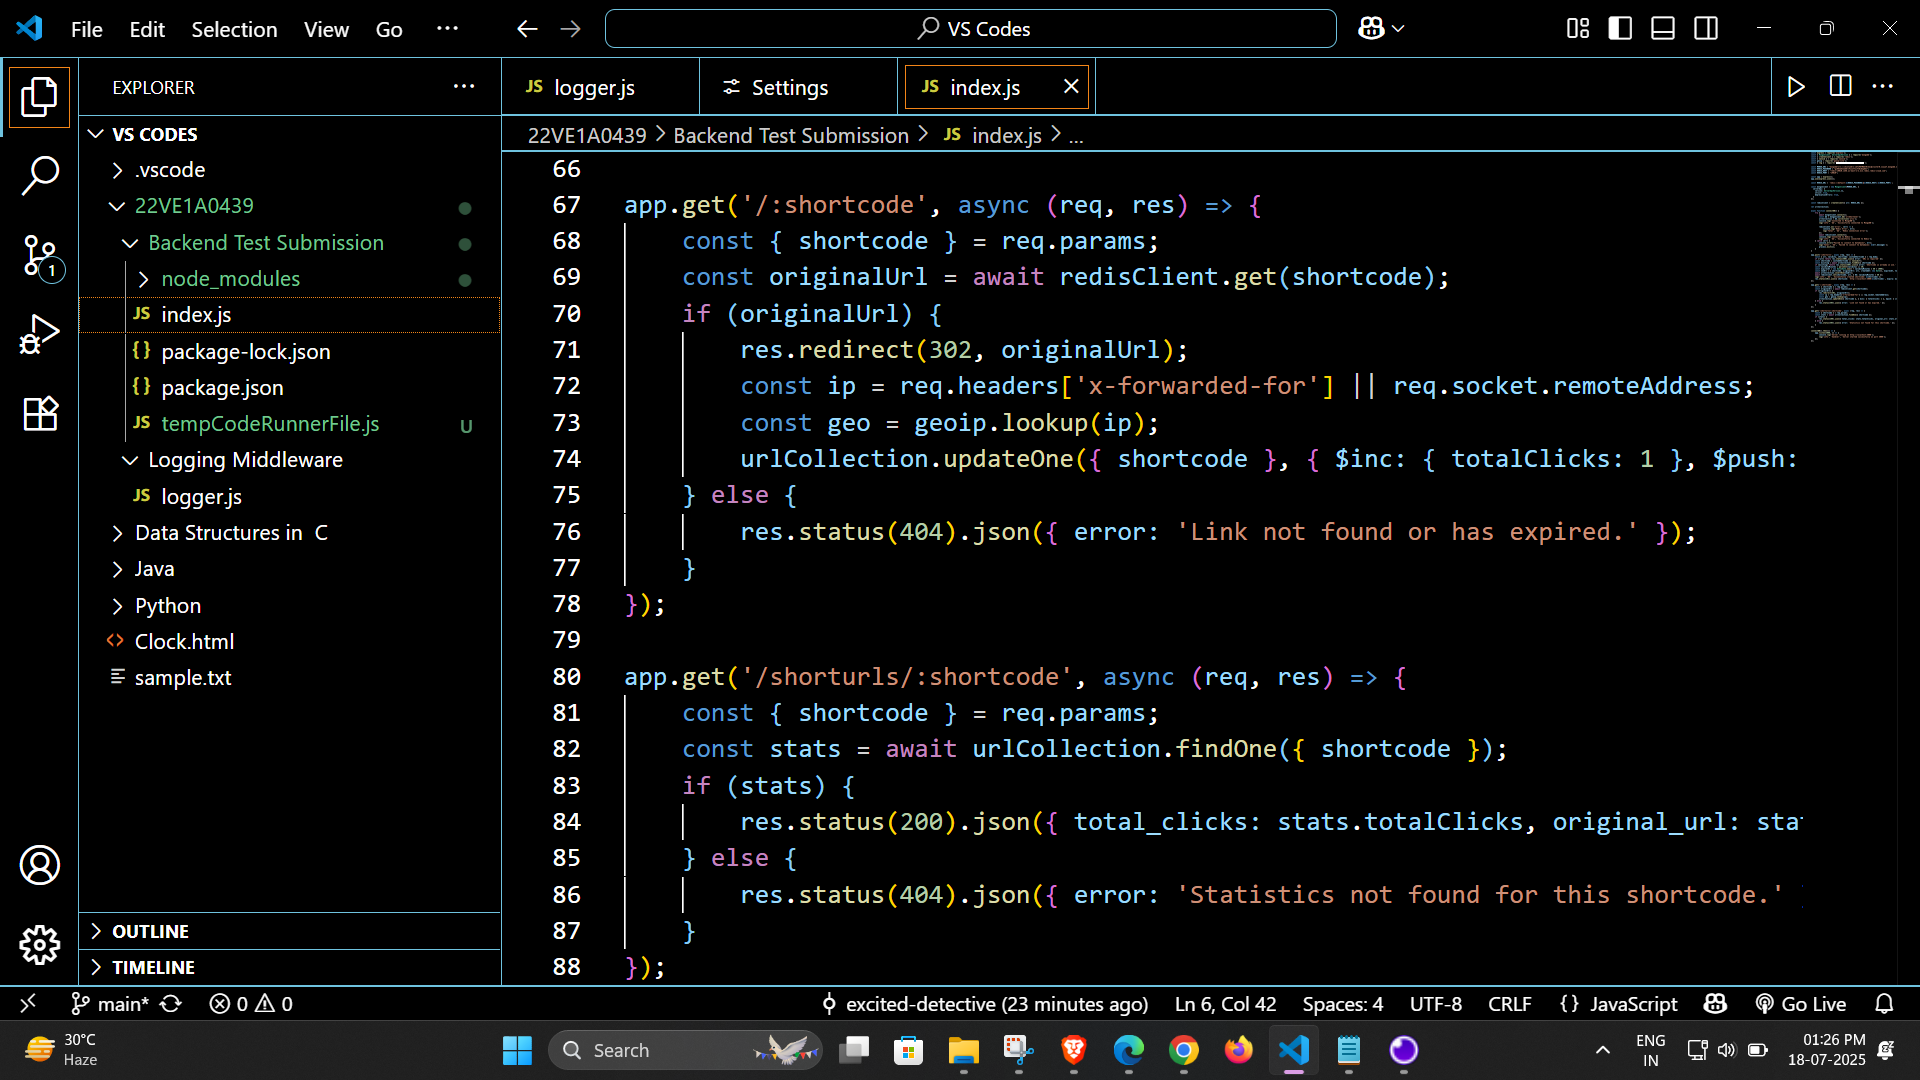 File Edit Selection View Go ··· VS Codes
EXPLORER ···
JS logger.js Settings JS index.js
22VE1A0439 > Backend Test Submission > JS index.js > ...
VS CODES
.vscode
22VE1A0439
Backend Test Submission
node_modules
JS index.js
{} package-lock.json
{} package.json
JS tempCodeRunnerFile.js U
Logging Middleware
JS logger.js
Data Structures in C
Java
Python
<> Clock.html
sample.txt
OUTLINE
TIMELINE
1
66
67 app.get('/:shortcode', async (req, res) => {
68     const { shortcode } = req.params;
69     const originalUrl = await redisClient.get(shortcode);
70     if (originalUrl) {
71         res.redirect(302, originalUrl);
72         const ip = req.headers['x-forwarded-for'] || req.socket.remoteAddress;
73         const geo = geoip.lookup(ip);
74         urlCollection.updateOne({ shortcode }, { $inc: { totalClicks: 1 }, $push:
75     } else {
76         res.status(404).json({ error: 'Link not found or has expired.' });
77     }
78 });
79
80 app.get('/shorturls/:shortcode', async (req, res) => {
81     const { shortcode } = req.params;
82     const stats = await urlCollection.findOne({ shortcode });
83     if (stats) {
84         res.status(200).json({ total_clicks: stats.totalClicks, original_url: sta
85     } else {
86         res.status(404).json({ error: 'Statistics not found for this shortcode.'
87     }
88 });
main* 0 0 excited-detective (23 minutes ago) Ln 6, Col 42 Spaces: 4 UTF-8 CRLF {} JavaScript Go Live
30°C
Haze
Search
ENG
IN
01:26 PM
18-07-2025